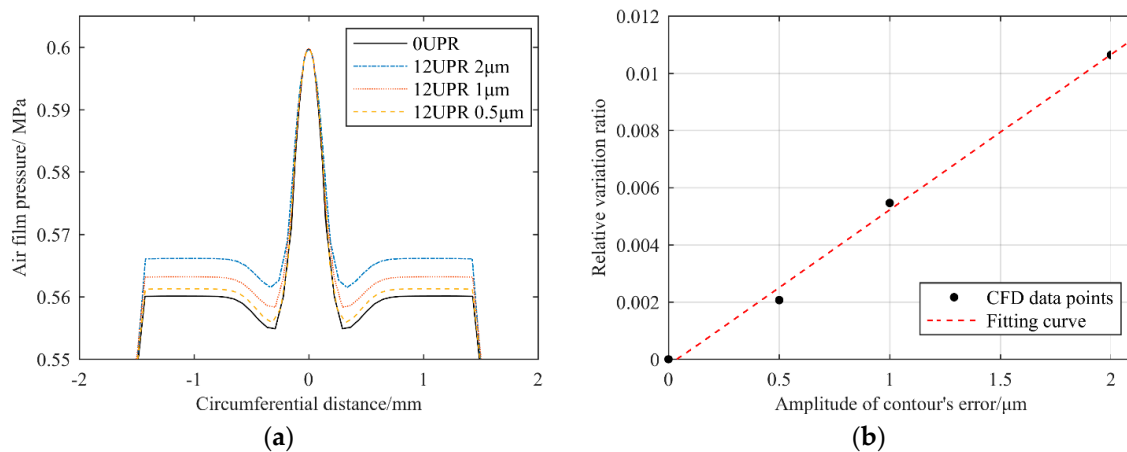 0.6
0.59
0.58
0.57
0.56
0.55
Air film pressure/ MPa
0UPR
12UPR 2μm
12UPR 1μm
12UPR 0.5μm
-2 -1 0 1 2
Circumferential distance/mm
(a)
0.012
0.01
0.008
0.006
0.004
0.002
0
Relative variation ratio
CFD data points
Fitting curve
0 0.5 1 1.5 2
Amplitude of contour's error/μm
(b)